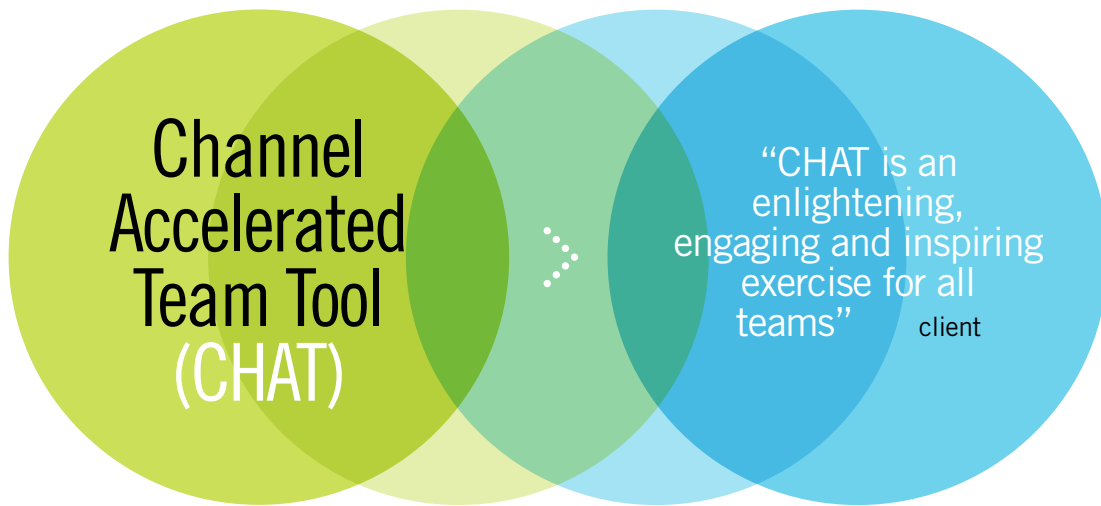 Channel
Accelerated
Team Tool
(CHAT)
“CHAT is an
enlightening,
engaging and inspiring
exercise for all
teams” client